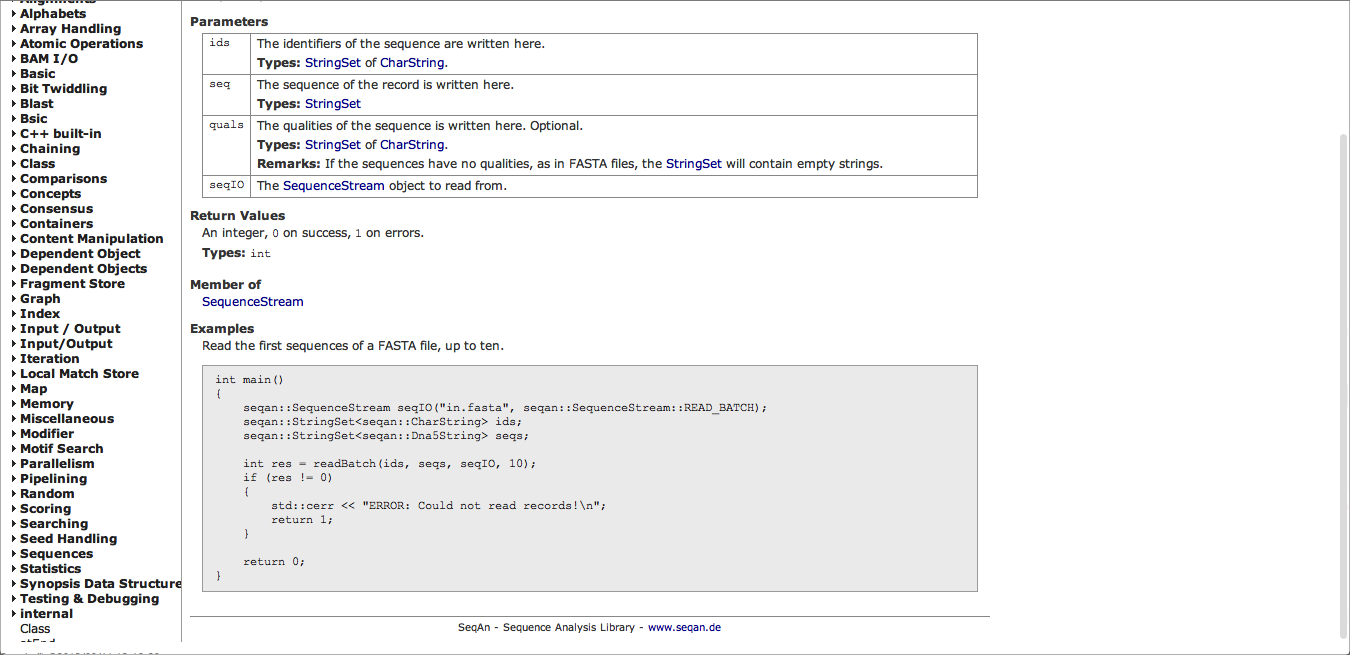 Alignments
Alphabets
Array Handling
Atomic Operations
BAM I/O
Basic
Bit Twiddling
Blast
Bsic
C++ built-in
Chaining
Class
Comparisons
Concepts
Consensus
Containers
Content Manipulation
Dependent Object
Dependent Objects
Fragment Store
Graph
Index
Input / Output
Input/Output
Iteration
Local Match Store
Map
Memory
Miscellaneous
Modifier
Motif Search
Parallelism
Pipelining
Random
Scoring
Searching
Seed Handling
Sequences
Statistics
Synopsis Data Structure
Testing & Debugging
internal
Class
Parameters
ids The identifiers of the sequence are written here.
Types: StringSet of CharString.
seq The sequence of the record is written here.
Types: StringSet
quals The qualities of the sequence is written here. Optional.
Types: StringSet of CharString.
Remarks: If the sequences have no qualities, as in FASTA files, the StringSet will contain empty strings.
seqIO The SequenceStream object to read from.
Return Values
An integer, 0 on success, 1 on errors.
Types: int
Member of
SequenceStream
Examples
Read the first sequences of a FASTA file, up to ten.
int main()
{
seqan::SequenceStream seqIO("in.fasta", seqan::SequenceStream::READ_BATCH);
seqan::StringSet<seqan::CharString> ids;
seqan::StringSet<seqan::Dna5String> seqs;
int res = readBatch(ids, seqs, seqIO, 10);
if (res != 0)
{
std::cerr << "ERROR: Could not read records!\n";
return 1;
}
return 0;
}
SeqAn - Sequence Analysis Library - www.seqan.de